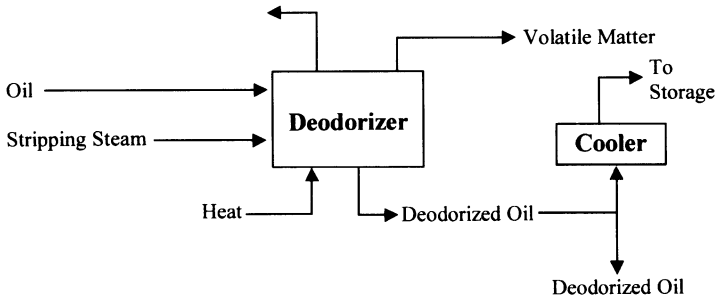 Volatile Matter
To
Storage
Oil
Deodorizer
Stripping Steam
Cooler
Heat
Deodorized Oil
Deodorized Oil